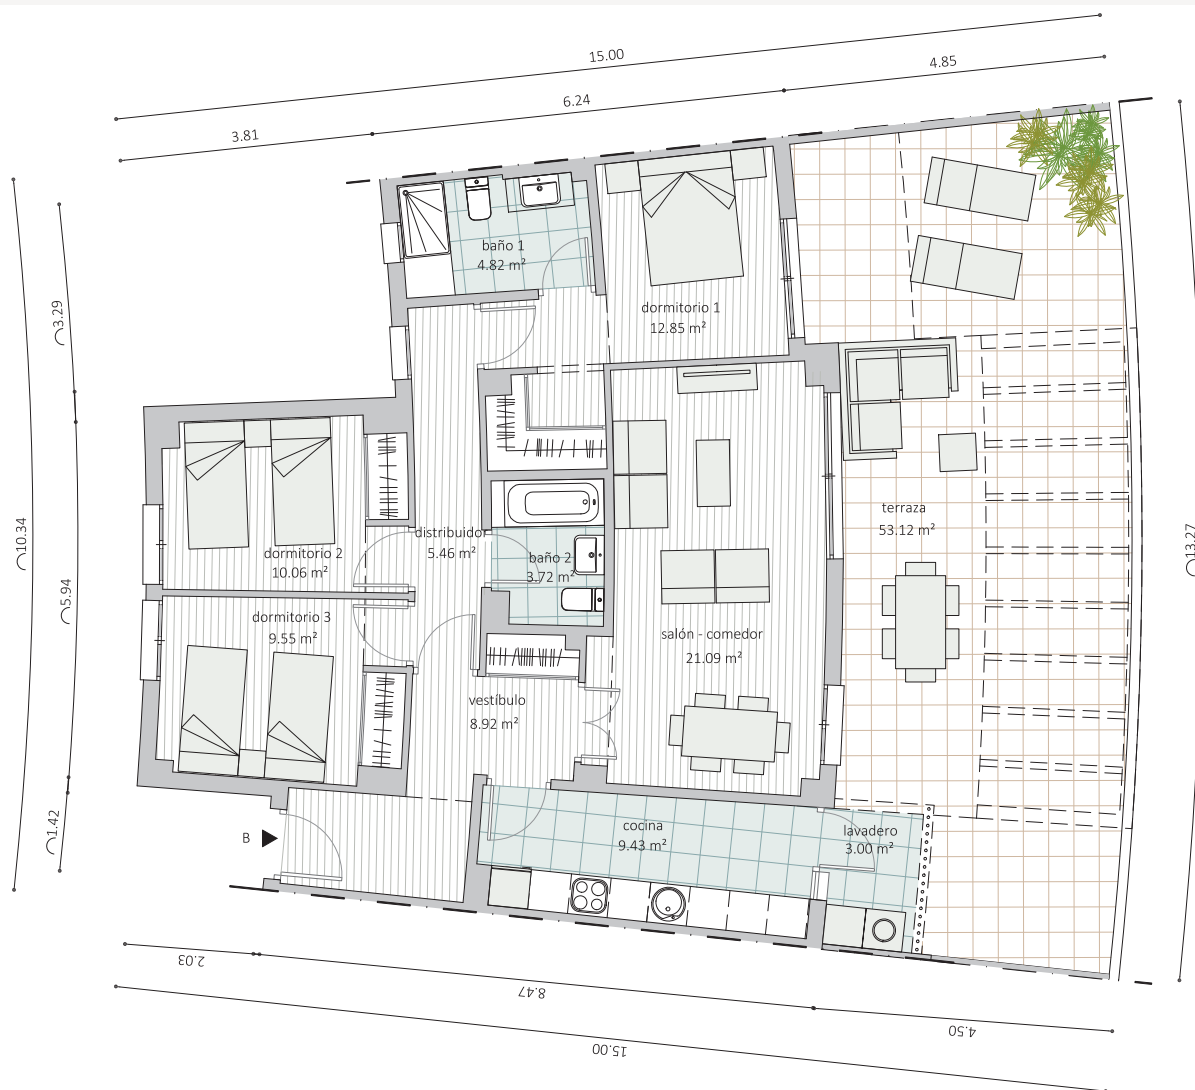 15.00
4.85
6.24
3.81
baño 1
4.82 m²
dormitorio 1
12.85 m²
3.29
10.34
terraza
53.12 m²
distribuidor
5.46 m²
dormitorio 2
10.06 m²
baño 2
3.72 m²
13.27
5.94
dormitorio 3
9.55 m²
salón - comedor
21.09 m²
vestíbulo
8.92 m²
1.42
B
cocina
9.43 m²
lavadero
3.00 m²
2.03
8.47
4.50
15.00